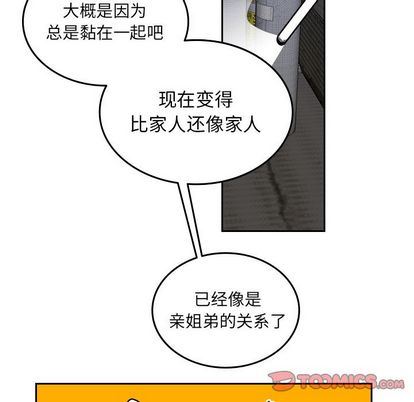 大概是因为
总是黏在一起吧
现在变得
比家人还像家人
已经像是
亲姐弟的关系了
TOOMICS.com